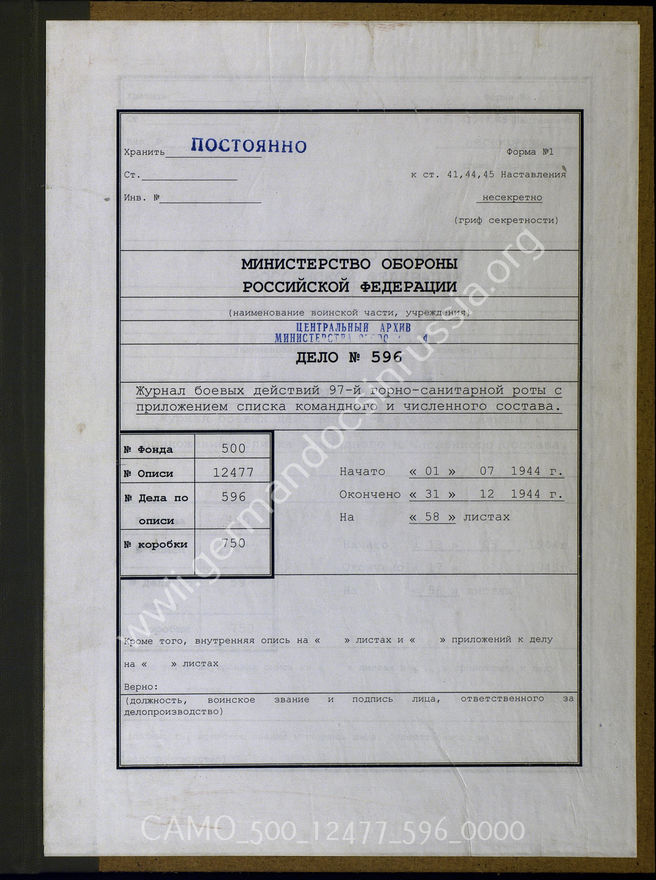 Хранить ПОСТОЯННО
Форма №1
Ст.
к ст. 41,44,45 Наставления
Инв. №
несекретно
(гриф секретности)
МИНИСТЕРСТВО ОБОРОНЫ
РОССИЙСКОЙ ФЕДЕРАЦИИ
(наименование воинской части, учреждения)
ЦЕНТРАЛЬНЫЙ АРХИВ
ДЕЛО № 596
Журнал боевых действий 97-й горно-санитарной роты с
приложением списка командного и численного состава.
№ Фонда 500
№ Описи 12477
№ Дела по описи 596
№ коробки 750
Начато « 01 » 07 1944 г.
Окончено « 31 » 12 1944 г.
На « 58 » листах
Кроме того, внутренняя опись на « » листах и « » приложений к делу
на « » листах
Верно:
(должность, воинское звание и подпись лица, ответственного за
делопроизводство)
www.germandocsinrussia.org
CAMO_500_12477_596_0000